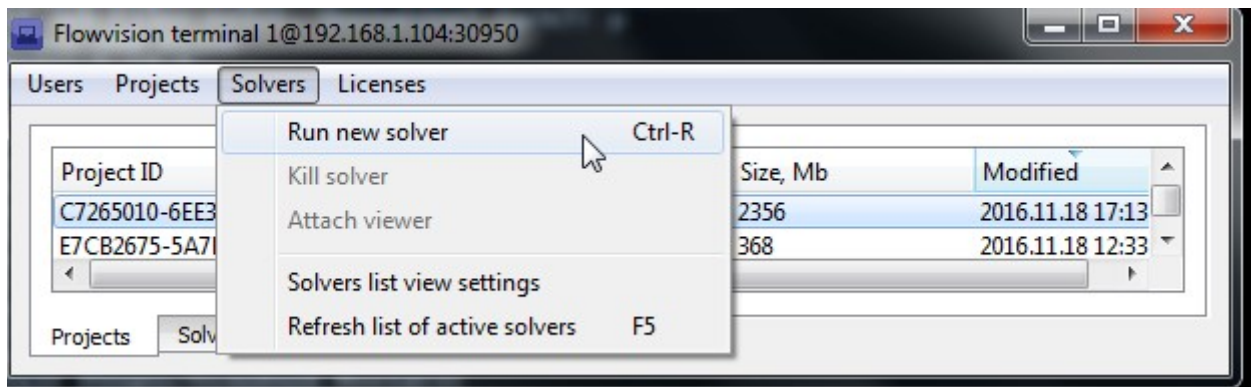 Flowvision terminal 1@192.168.1.104:30950
Users Projects Solvers Licenses
Run new solver Ctrl-R
Kill solver
Attach viewer
Solvers list view settings
Refresh list of active solvers F5
Project ID Size, Mb Modified
C7265010-6EE3 2356 2016.11.18 17:13
E7CB2675-5A7 368 2016.11.18 12:33
Projects Solv